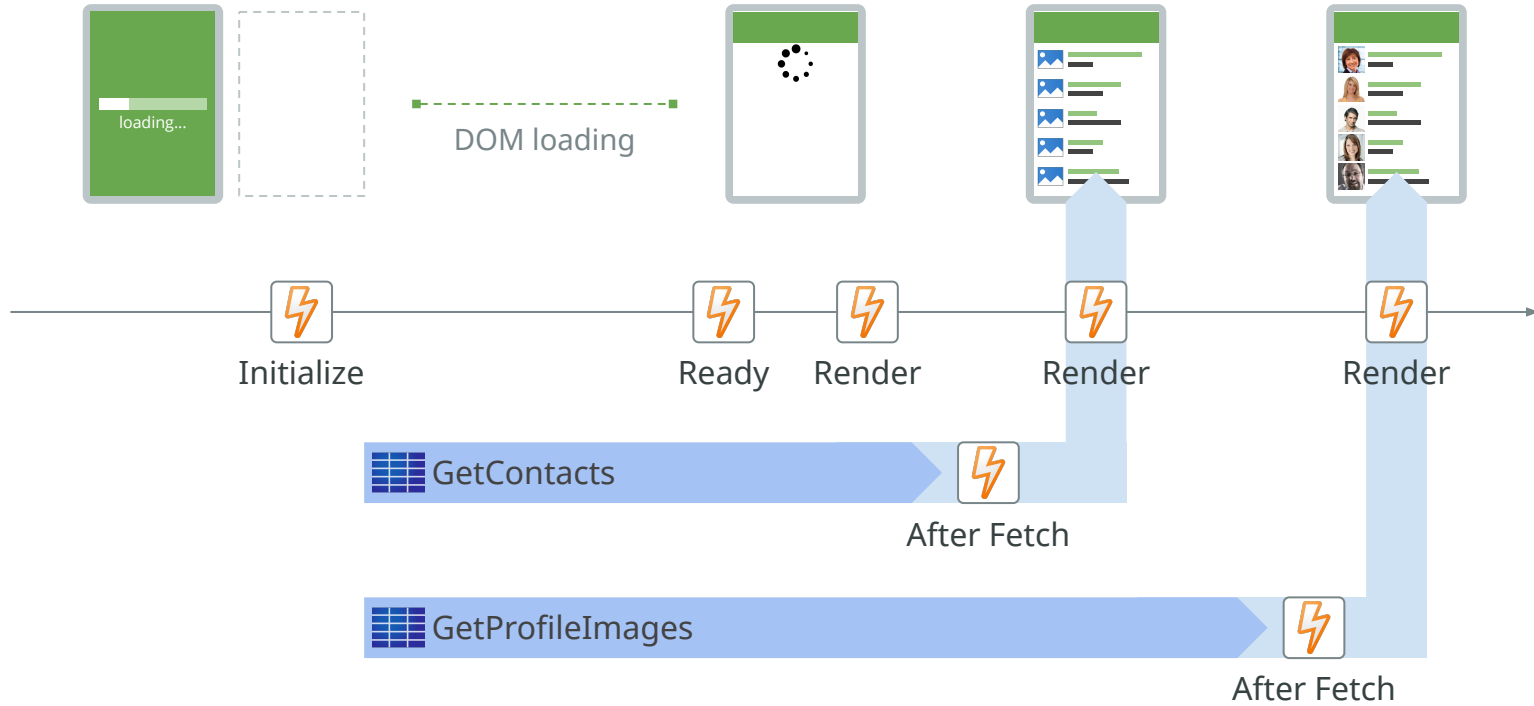 loading...
DOM loading
Initialize
Ready
Render
Render
Render
GetContacts
After Fetch
GetProfileImages
After Fetch